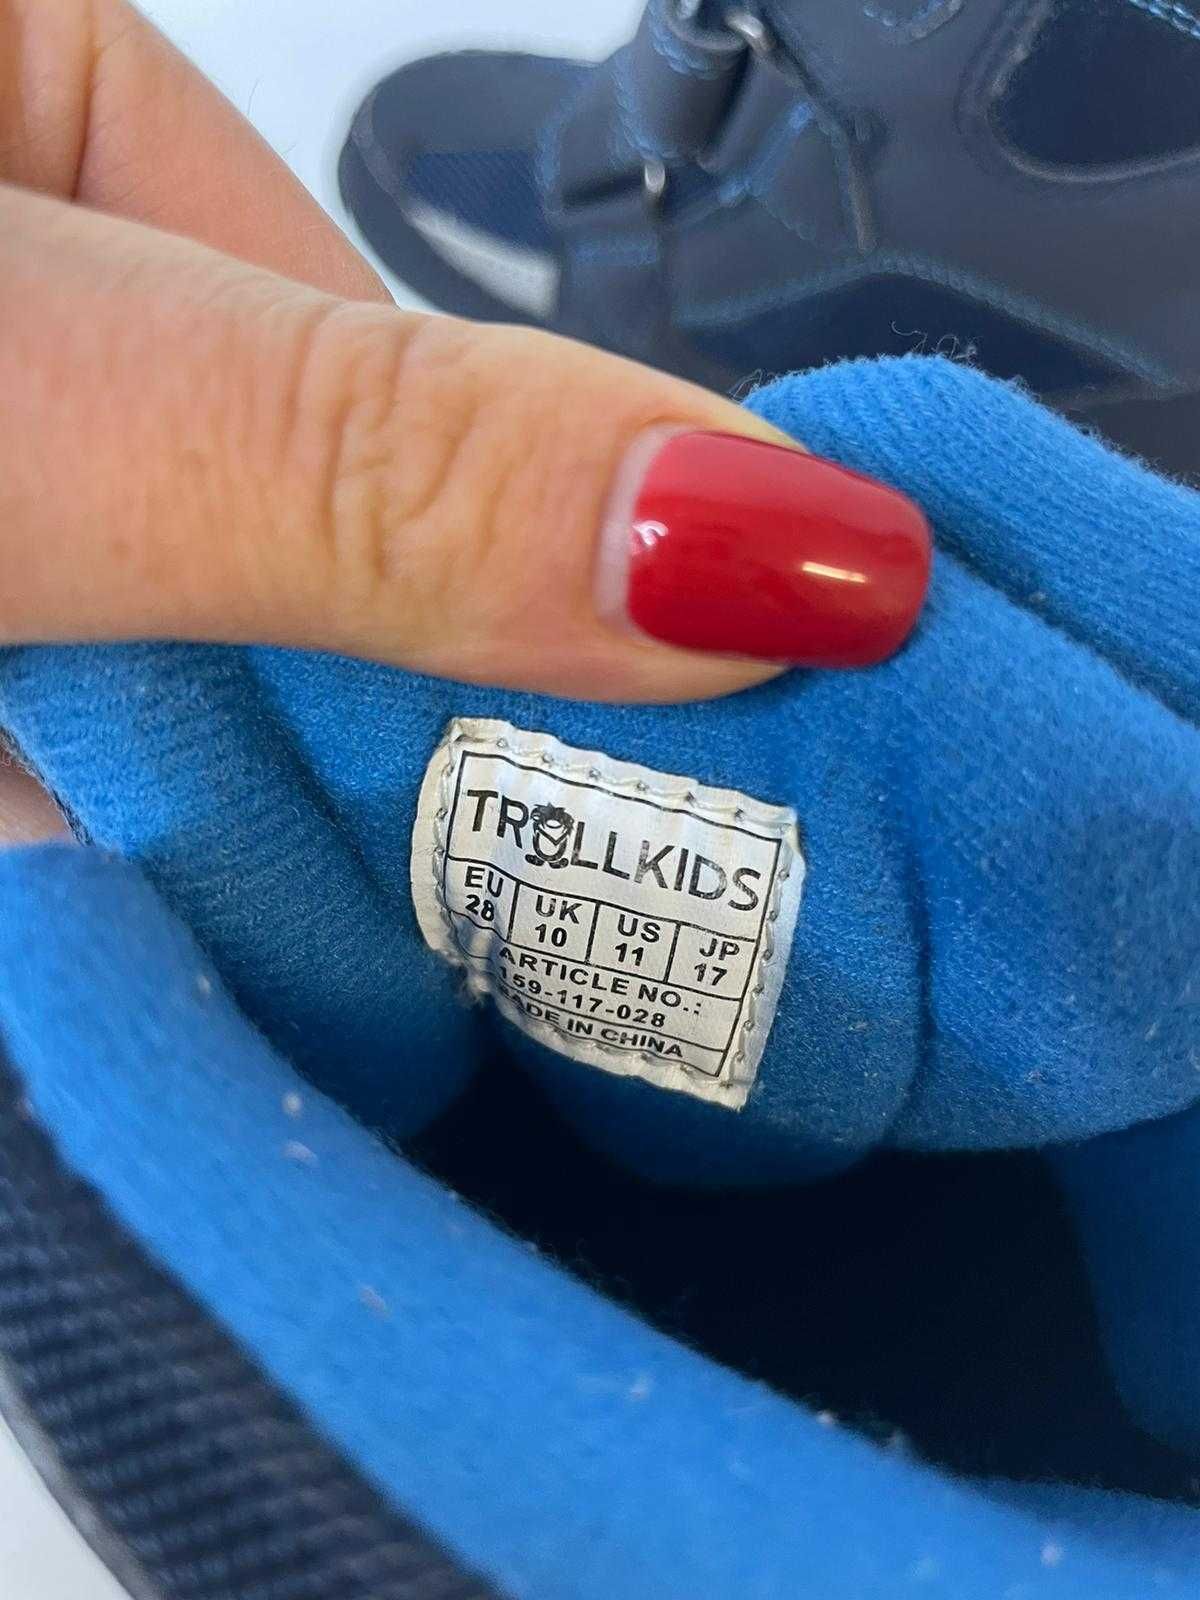 TROLLKIDS
EU UK US JP
28 10 11 17
ARTICLE NO.:
159-117-028
MADE IN CHINA